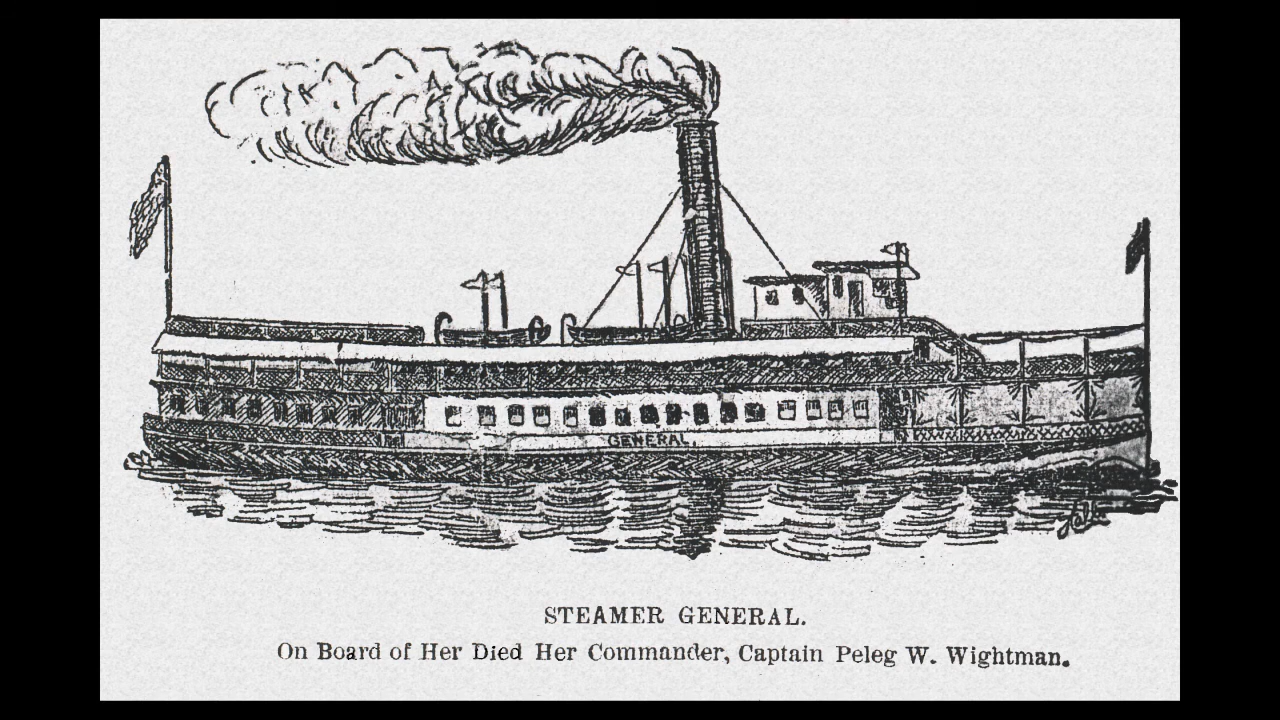 GENERAL.
STEAMER GENERAL.
On Board of Her Died Her Commander, Captain Peleg W. Wightman.